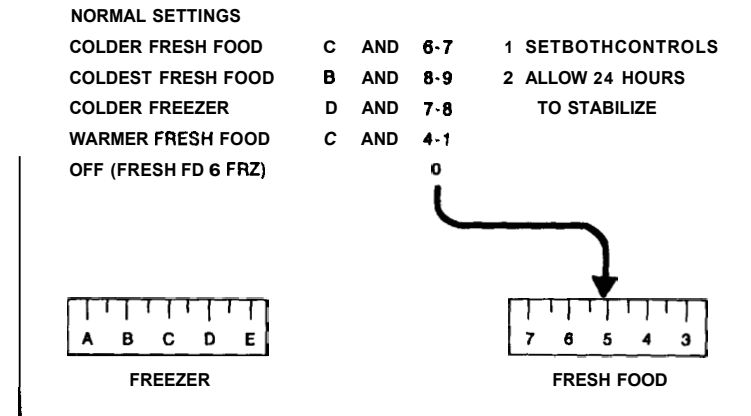 NORMAL SETTINGS
COLDER FRESH FOOD C AND 6-7 1 SETBOTHCONTROLS
COLDEST FRESH FOOD B AND 8-9 2 ALLOW 24 HOURS
COLDER FREEZER D AND 7-8 TO STABILIZE
WARMER FRESH FOOD C AND 4-1
OFF (FRESH FD 6 FRZ) 0
A B C D E 7 6 5 4 3
FREEZER FRESH FOOD